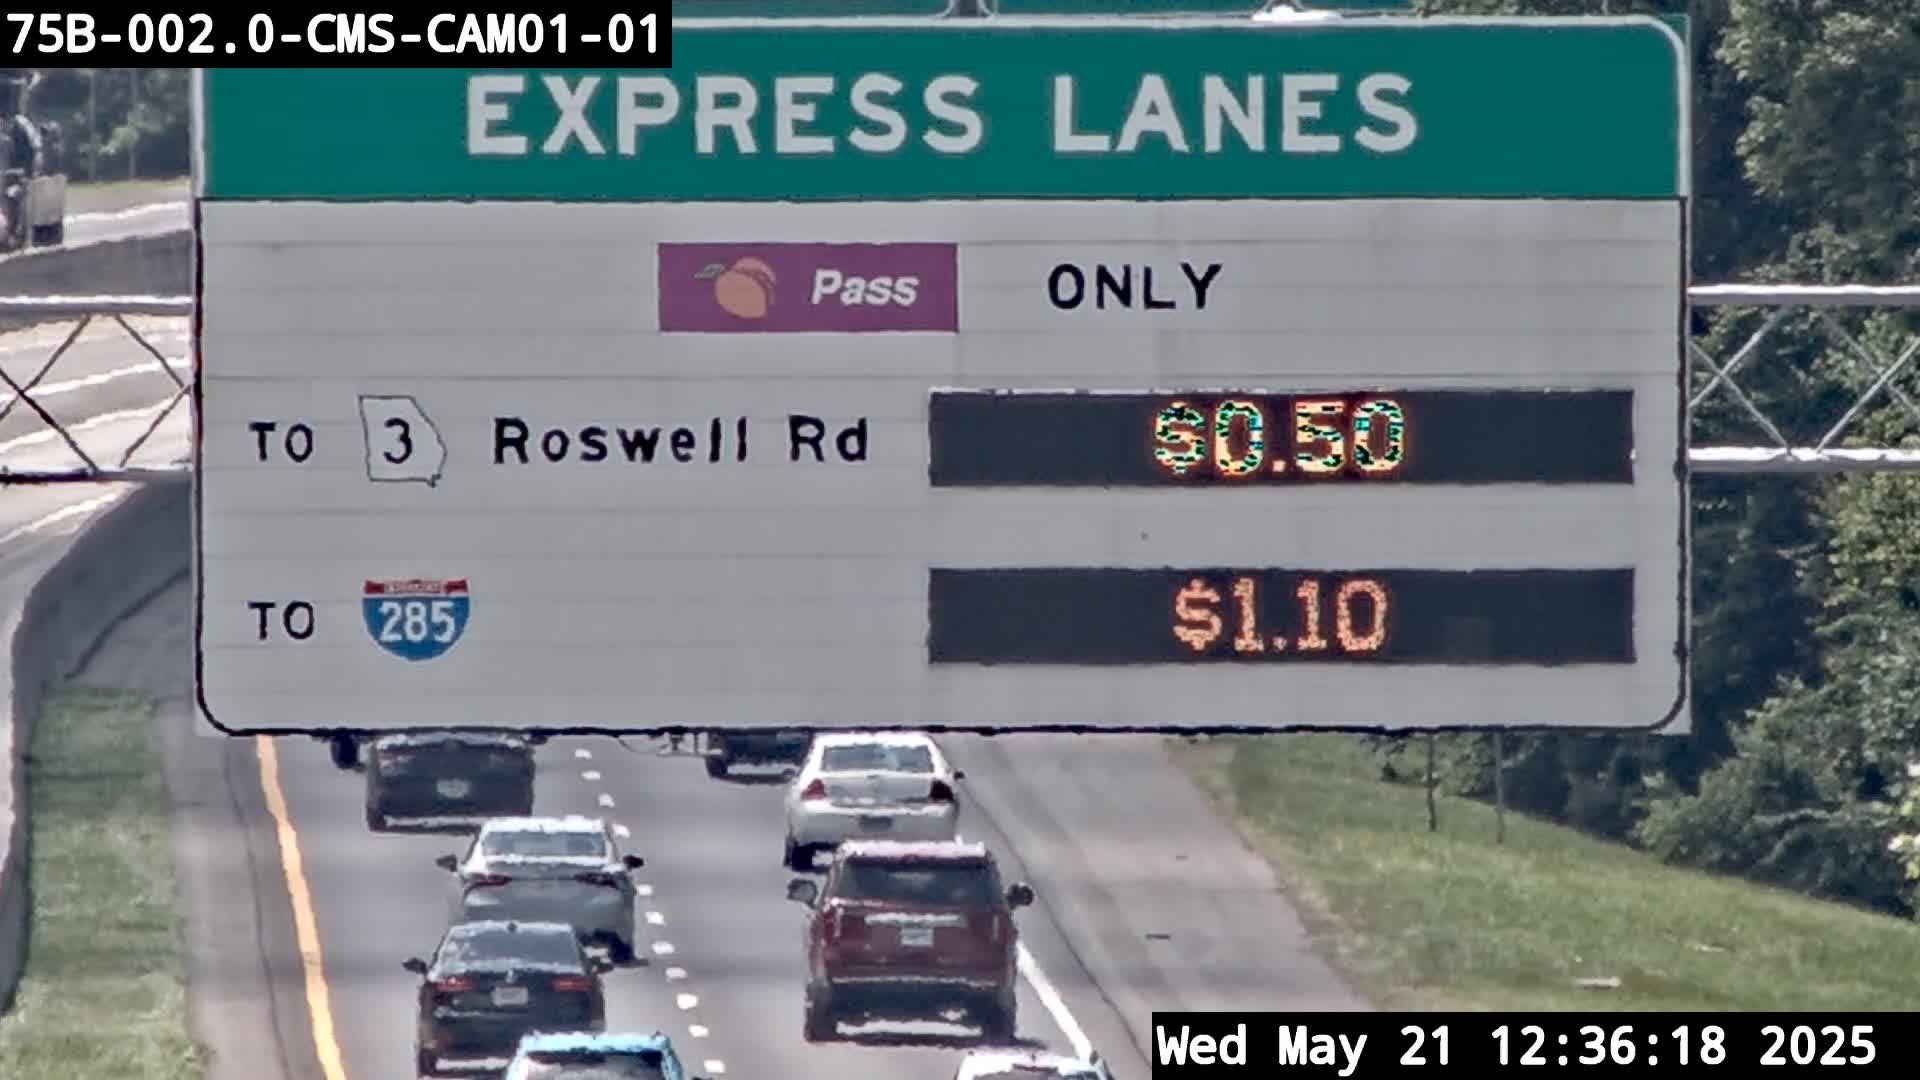 75B-002.0-CMS-CAM01-01
EXPRESS LANES
Pass ONLY
TO 3 Roswell Rd $0.50
TO 285 $1.10
Wed May 21 12:36:18 2025